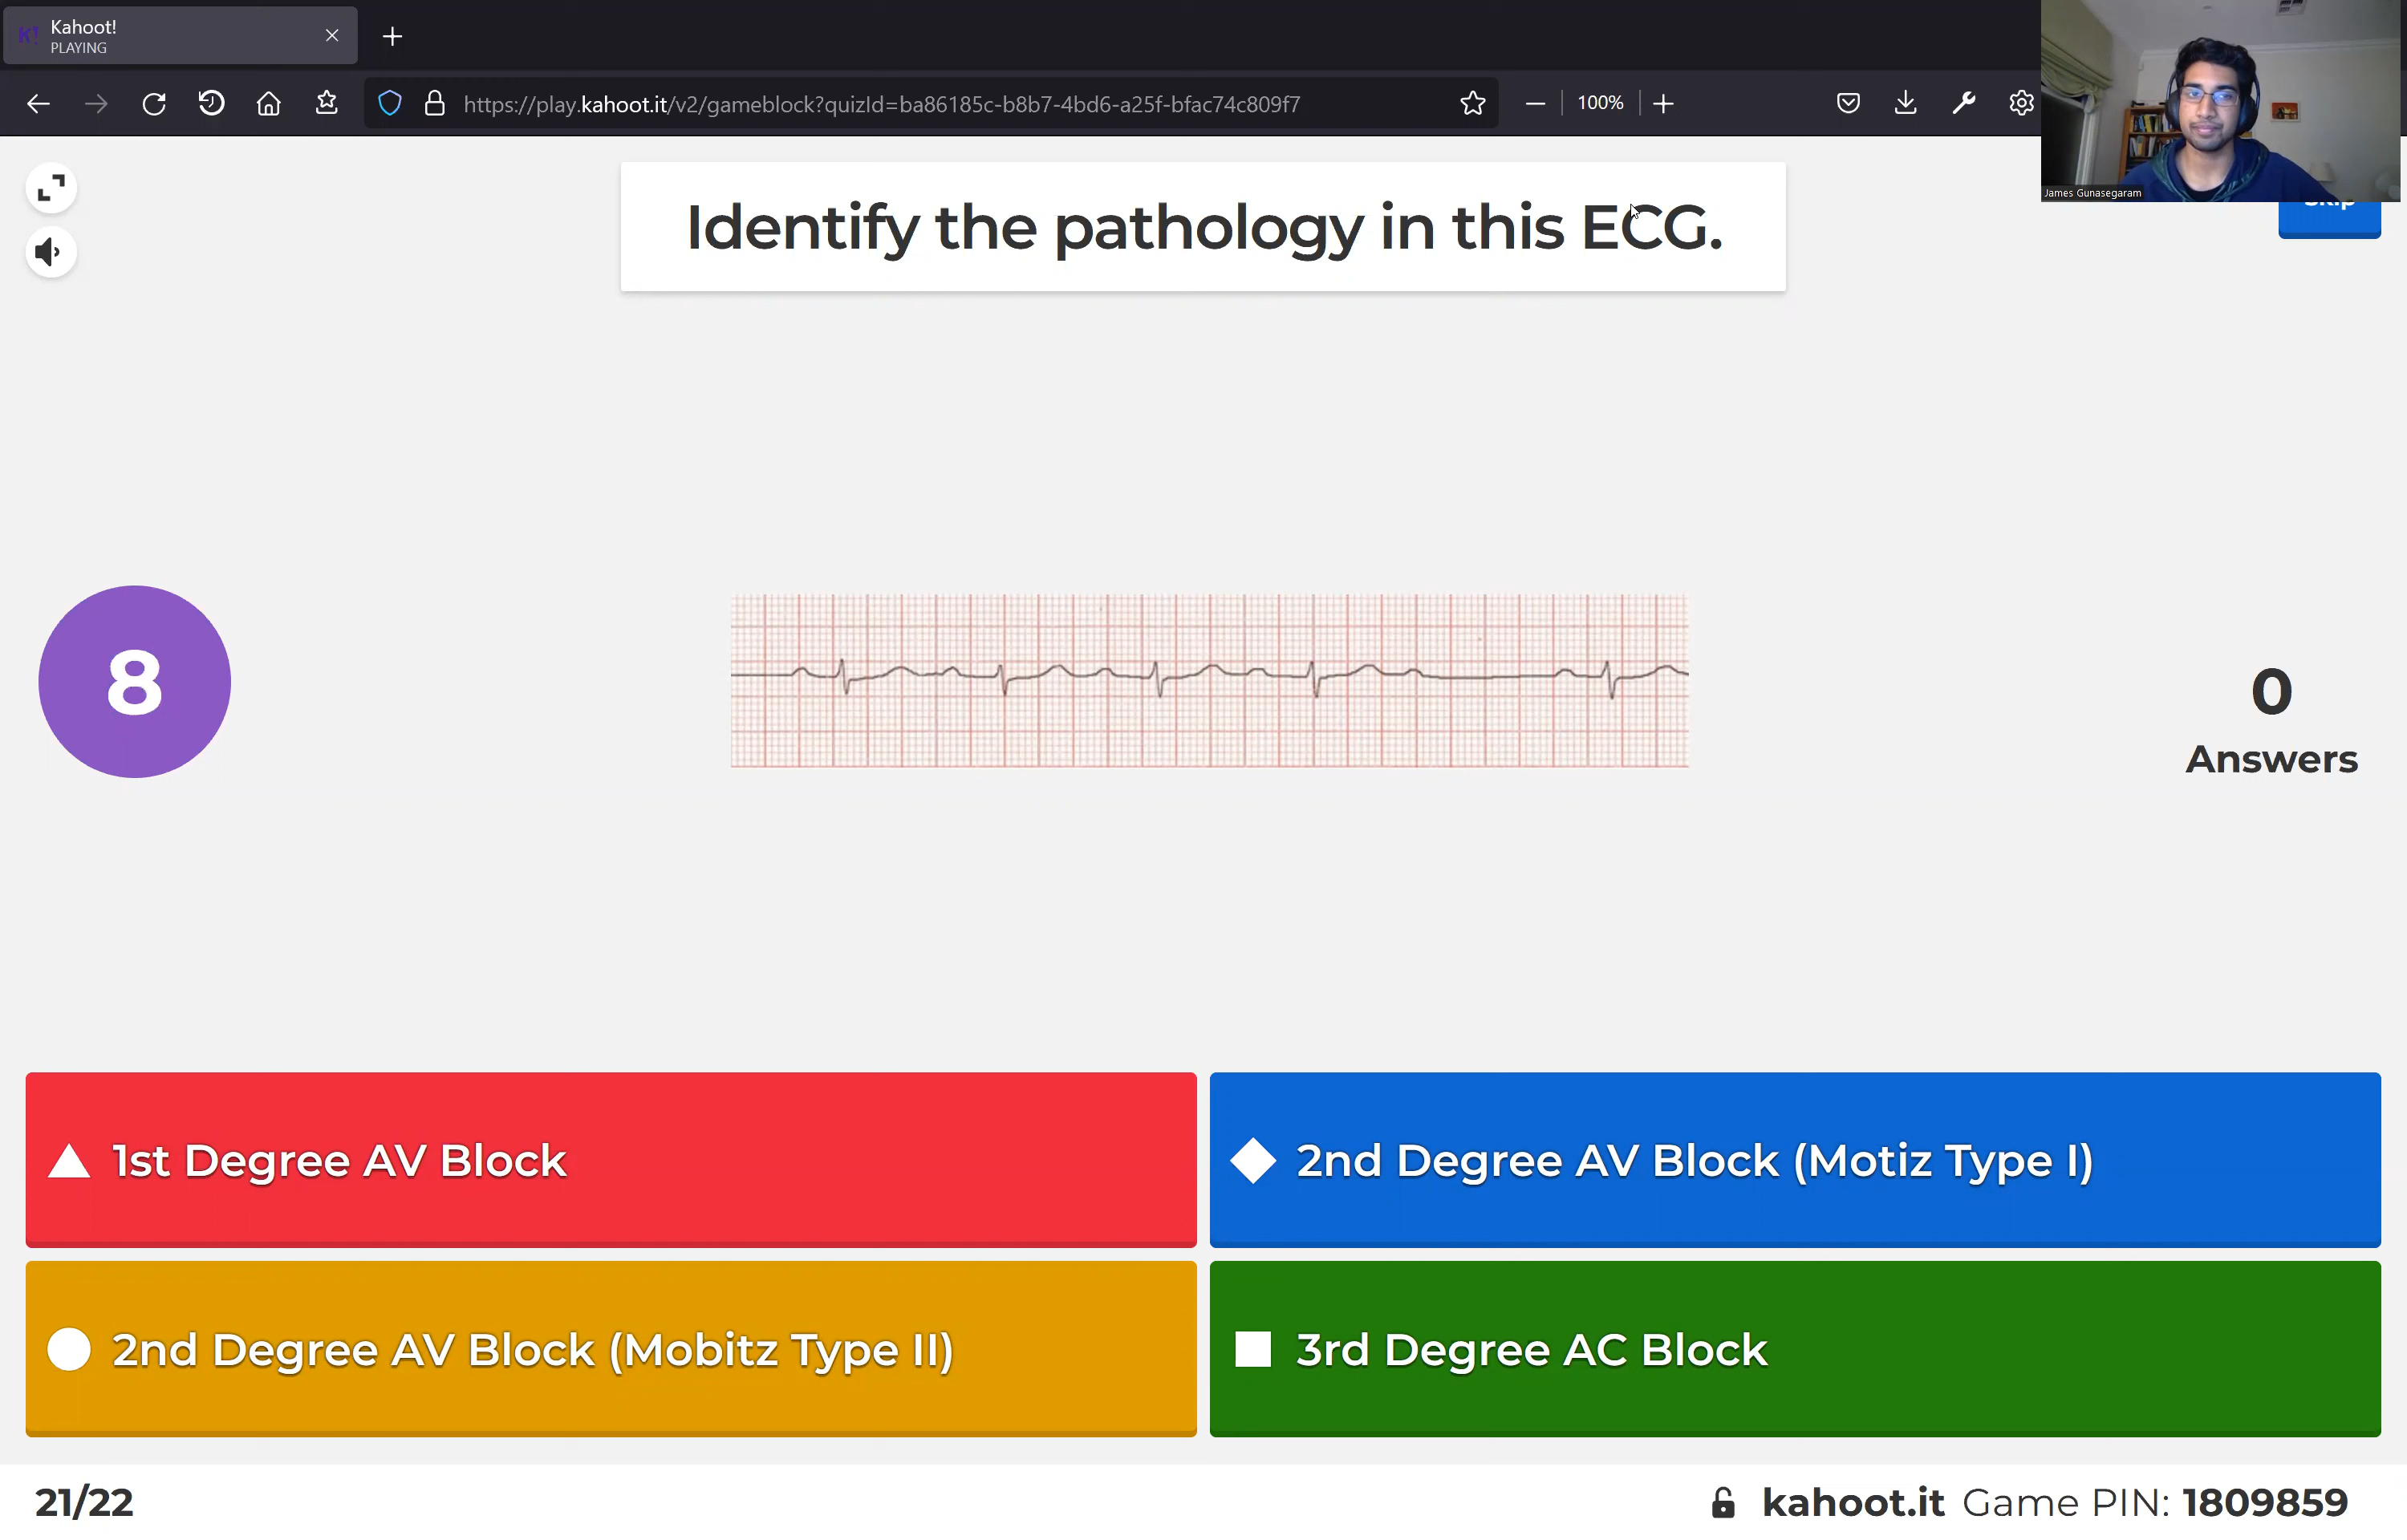 Kahoot!
PLAYING
https://play.kahoot.it/v2/gameblock?quizId=ba86185c-b8b7-4bd6-a25f-bfac74c809f7
100%
James Gunasegaram
Skip
Identify the pathology in this ECG.
8
0
Answers
1st Degree AV Block
2nd Degree AV Block (Motiz Type I)
2nd Degree AV Block (Mobitz Type II)
3rd Degree AC Block
21/22
kahoot.it Game PIN: 1809859